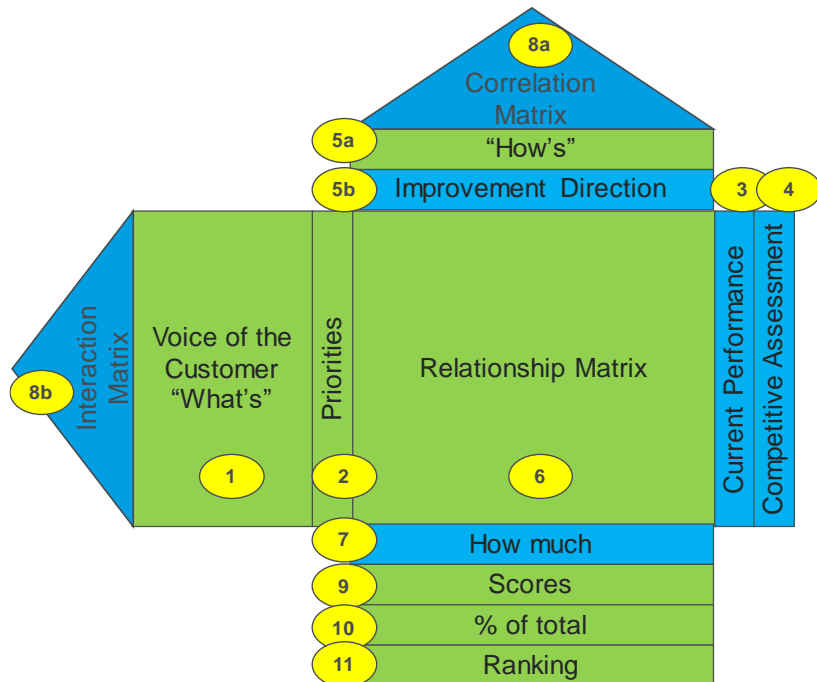 8a
Correlation
Matrix
5a
“How’s”
5b
Improvement Direction
3
4
Interaction
Matrix
8b
Voice of the
Customer
“What’s”
1
Priorities
2
Relationship Matrix
6
Current Performance
Competitive Assessment
7
How much
9
Scores
10
% of total
11
Ranking